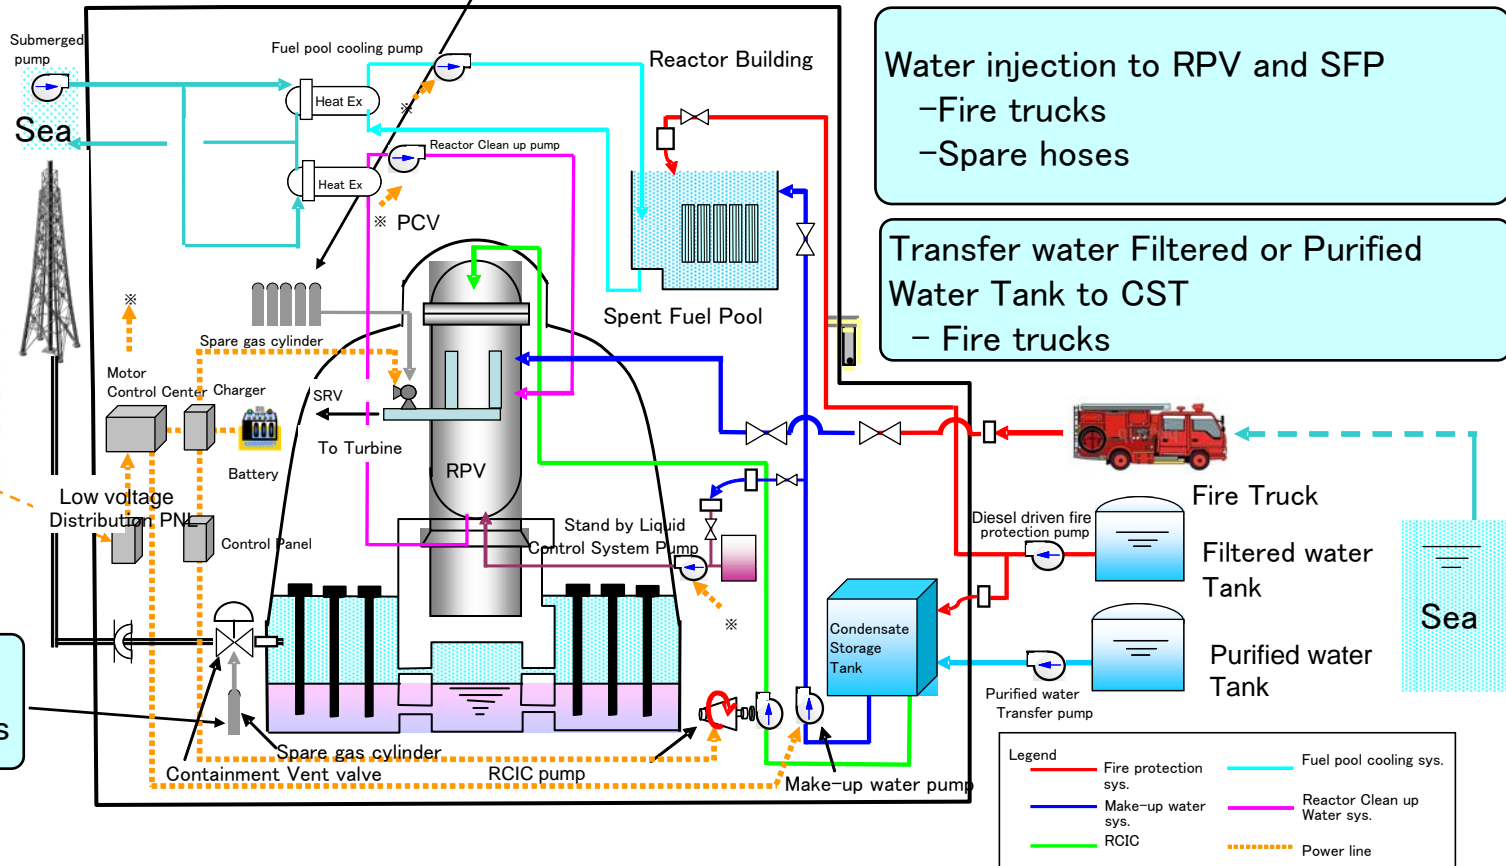 Submerged
pump
Sea
Fuel pool cooling pump
Heat Ex
※
Reactor Clean up pump
Heat Ex
※ PCV
Reactor Building
Water injection to RPV and SFP
-Fire trucks
-Spare hoses
Transfer water Filtered or Purified
Water Tank to CST
- Fire trucks
Spent Fuel Pool
※
Spare gas cylinder
Motor
Control Center
Charger
SRV
To Turbine
Battery
RPV
Low voltage
Distribution PNL
Control Panel
Stand by Liquid
Control System Pump
※
Fire Truck
Diesel driven fire
protection pump
Filtered water
Tank
Sea
Condensate
Storage
Tank
Purified water
Tank
Purified water
Transfer pump
s
Spare gas cylinder
Containment Vent valve
RCIC pump
Make-up water pump
Legend
Fire protection
sys.
Fuel pool cooling sys.
Make-up water
sys.
Reactor Clean up
Water sys.
RCIC
Power line